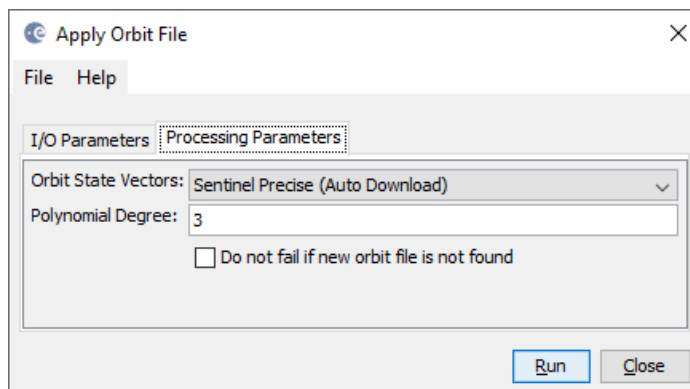 Apply Orbit File
File Help
I/O Parameters Processing Parameters
Orbit State Vectors: Sentinel Precise (Auto Download)
Polynomial Degree: 3
Do not fail if new orbit file is not found
Run Close